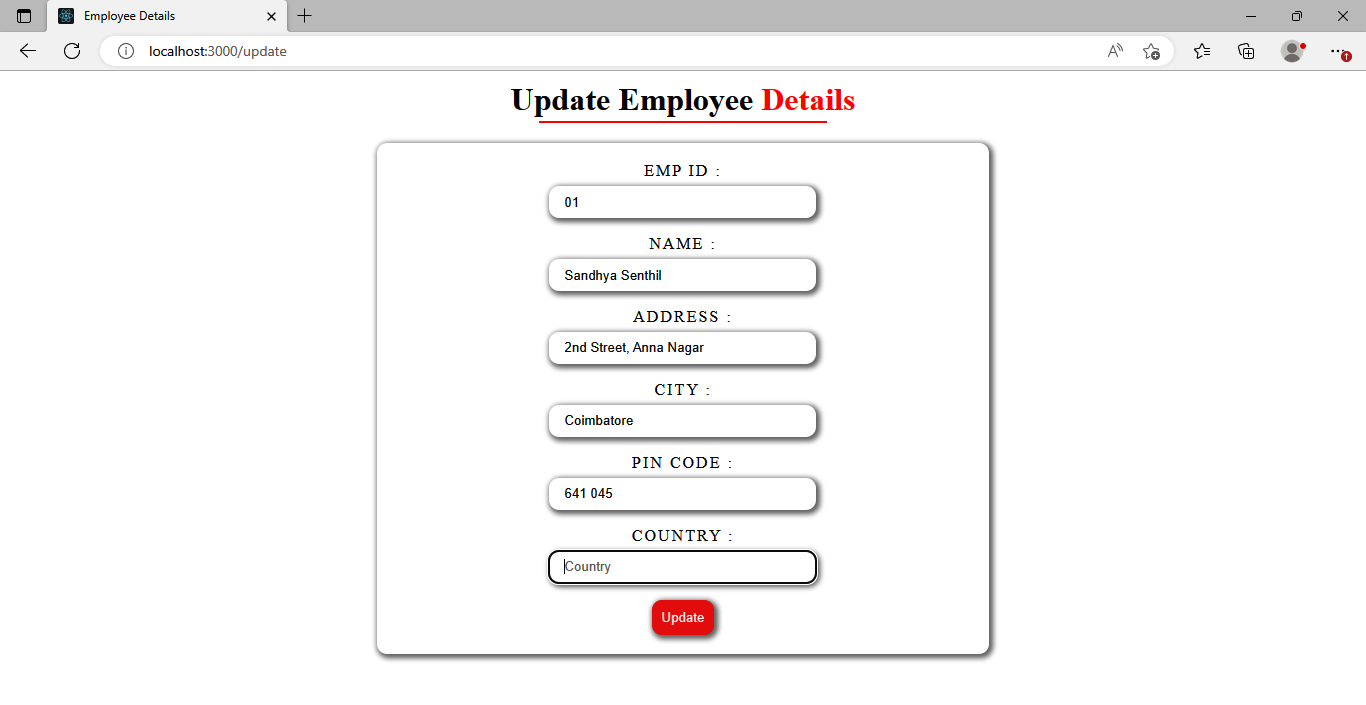 Employee Details
localhost:3000/update
Update Employee Details
EMP ID :
01
NAME :
Sandhya Senthil
ADDRESS :
2nd Street, Anna Nagar
CITY :
Coimbatore
PIN CODE :
641 045
COUNTRY :
Country
Update